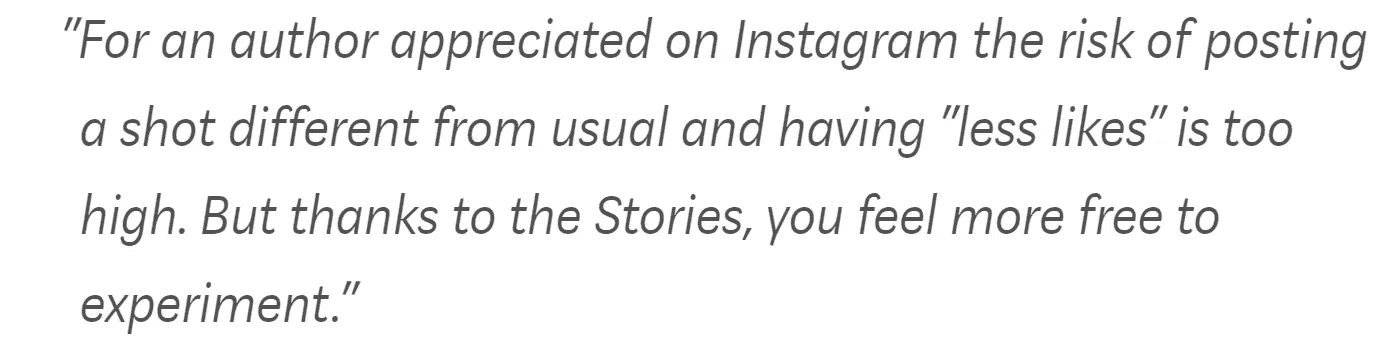 "For an author appreciated on Instagram the risk of posting
a shot different from usual and having "less likes" is too
high. But thanks to the Stories, you feel more free to
experiment."